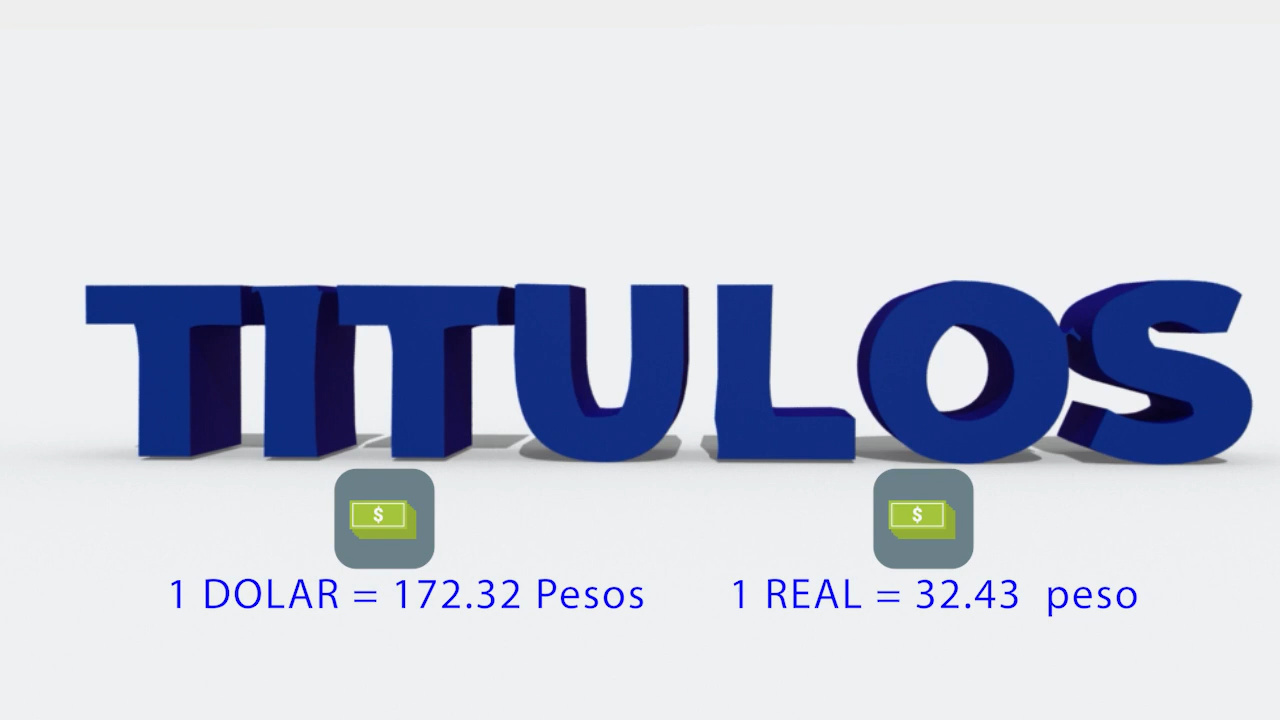 TITULOS
$ $
1 DOLAR = 172.32 Pesos 1 REAL = 32.43 peso